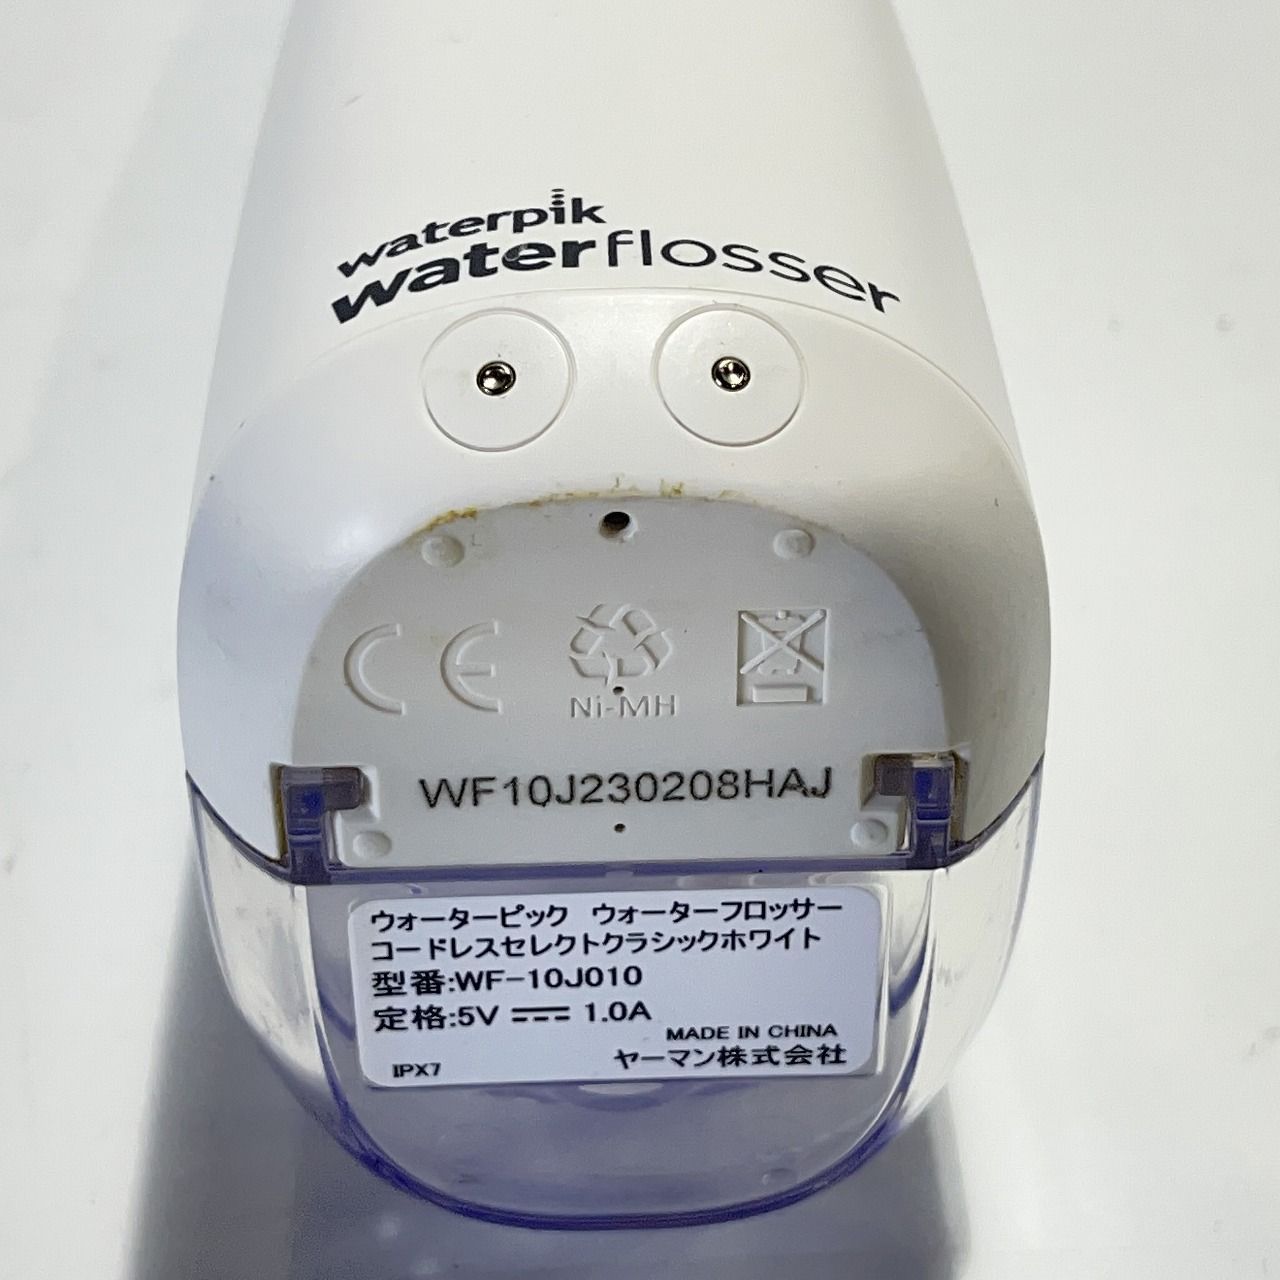 waterpik
waterflosser
Ni-MH
WF10J230208HAJ
ウォーターピック ウォーターフロッサー
コードレスセレクトクラシックホワイト
型番:WF-10J010
定格:5V ⎓ 1.0A
MADE IN CHINA
IPX7 ヤーマン株式会社